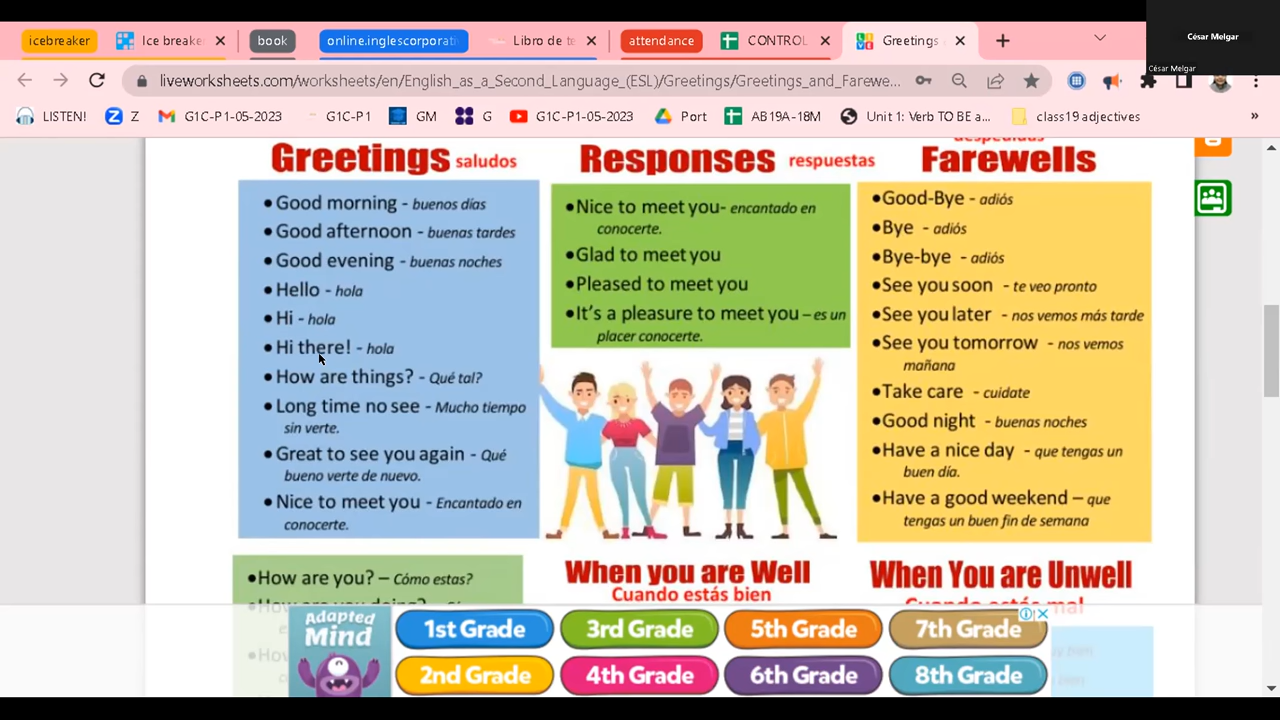 César Melgar
César Melgar
icebreaker
Ice breake
book
online.inglescorporati
Libro de te
attendance
CONTROL
Greetings
liveworksheets.com/worksheets/en/English_as_a_Second_Language_(ESL)/Greetings/Greetings_and_Farewe...
LISTEN!
Z
G1C-P1-05-2023
G1C-P1
GM
G
G1C-P1-05-2023
Port
AB19A-18M
Unit 1: Verb TO BE a...
class19 adjectives
»
Greetings saludos
• Good morning - buenos días
• Good afternoon - buenas tardes
• Good evening - buenas noches
• Hello - hola
• Hi - hola
• Hi there! - hola
• How are things? - Qué tal?
• Long time no see - Mucho tiempo
sin verte.
• Great to see you again - Qué
bueno verte de nuevo.
• Nice to meet you - Encantado en
conocerte.
Responses respuestas
•Nice to meet you- encantado en
conocerte.
•Glad to meet you
•Pleased to meet you
•It's a pleasure to meet you – es un
placer conocerte.
despedidas
Farewells
•Good-Bye - adiós
•Bye - adiós
•Bye-bye - adiós
•See you soon - te veo pronto
•See you later - nos vemos más tarde
•See you tomorrow - nos vemos
mañana
•Take care - cuidate
•Good night - buenas noches
•Have a nice day - que tengas un
buen día.
•Have a good weekend – que
tengas un buen fin de semana
•How are you? – Cómo estas?
•How are you doing?
When you are Well
Cuando estás bien
When You are Unwell
Cuando estás mal
Adapted
Mind
1st Grade
3rd Grade
5th Grade
7th Grade
2nd Grade
4th Grade
6th Grade
8th Grade